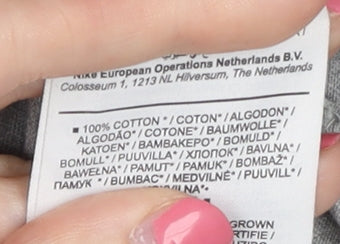 Nike European Operations Netherlands B.V.
Colosseum 1, 1213 NL Hilversum, The Netherlands
■ 100% COTTON* / COTON* / ALGODON* /
ALGODÃO* / COTONE* / BAUMWOLLE* /
KATOEN* / ΒΑΜΒΑΚΕΡΟ* / BOMULD* /
BOMULL* / PUUVILLA* / ХЛОПОК* / BAVLNA* /
BAWEŁNA* / PAMUT* / PAMUK* / BOMBAŽ* /
ПАМУК* / BUMBAC* / MEDVILNĖ* / PUUVILL* /
GROWN